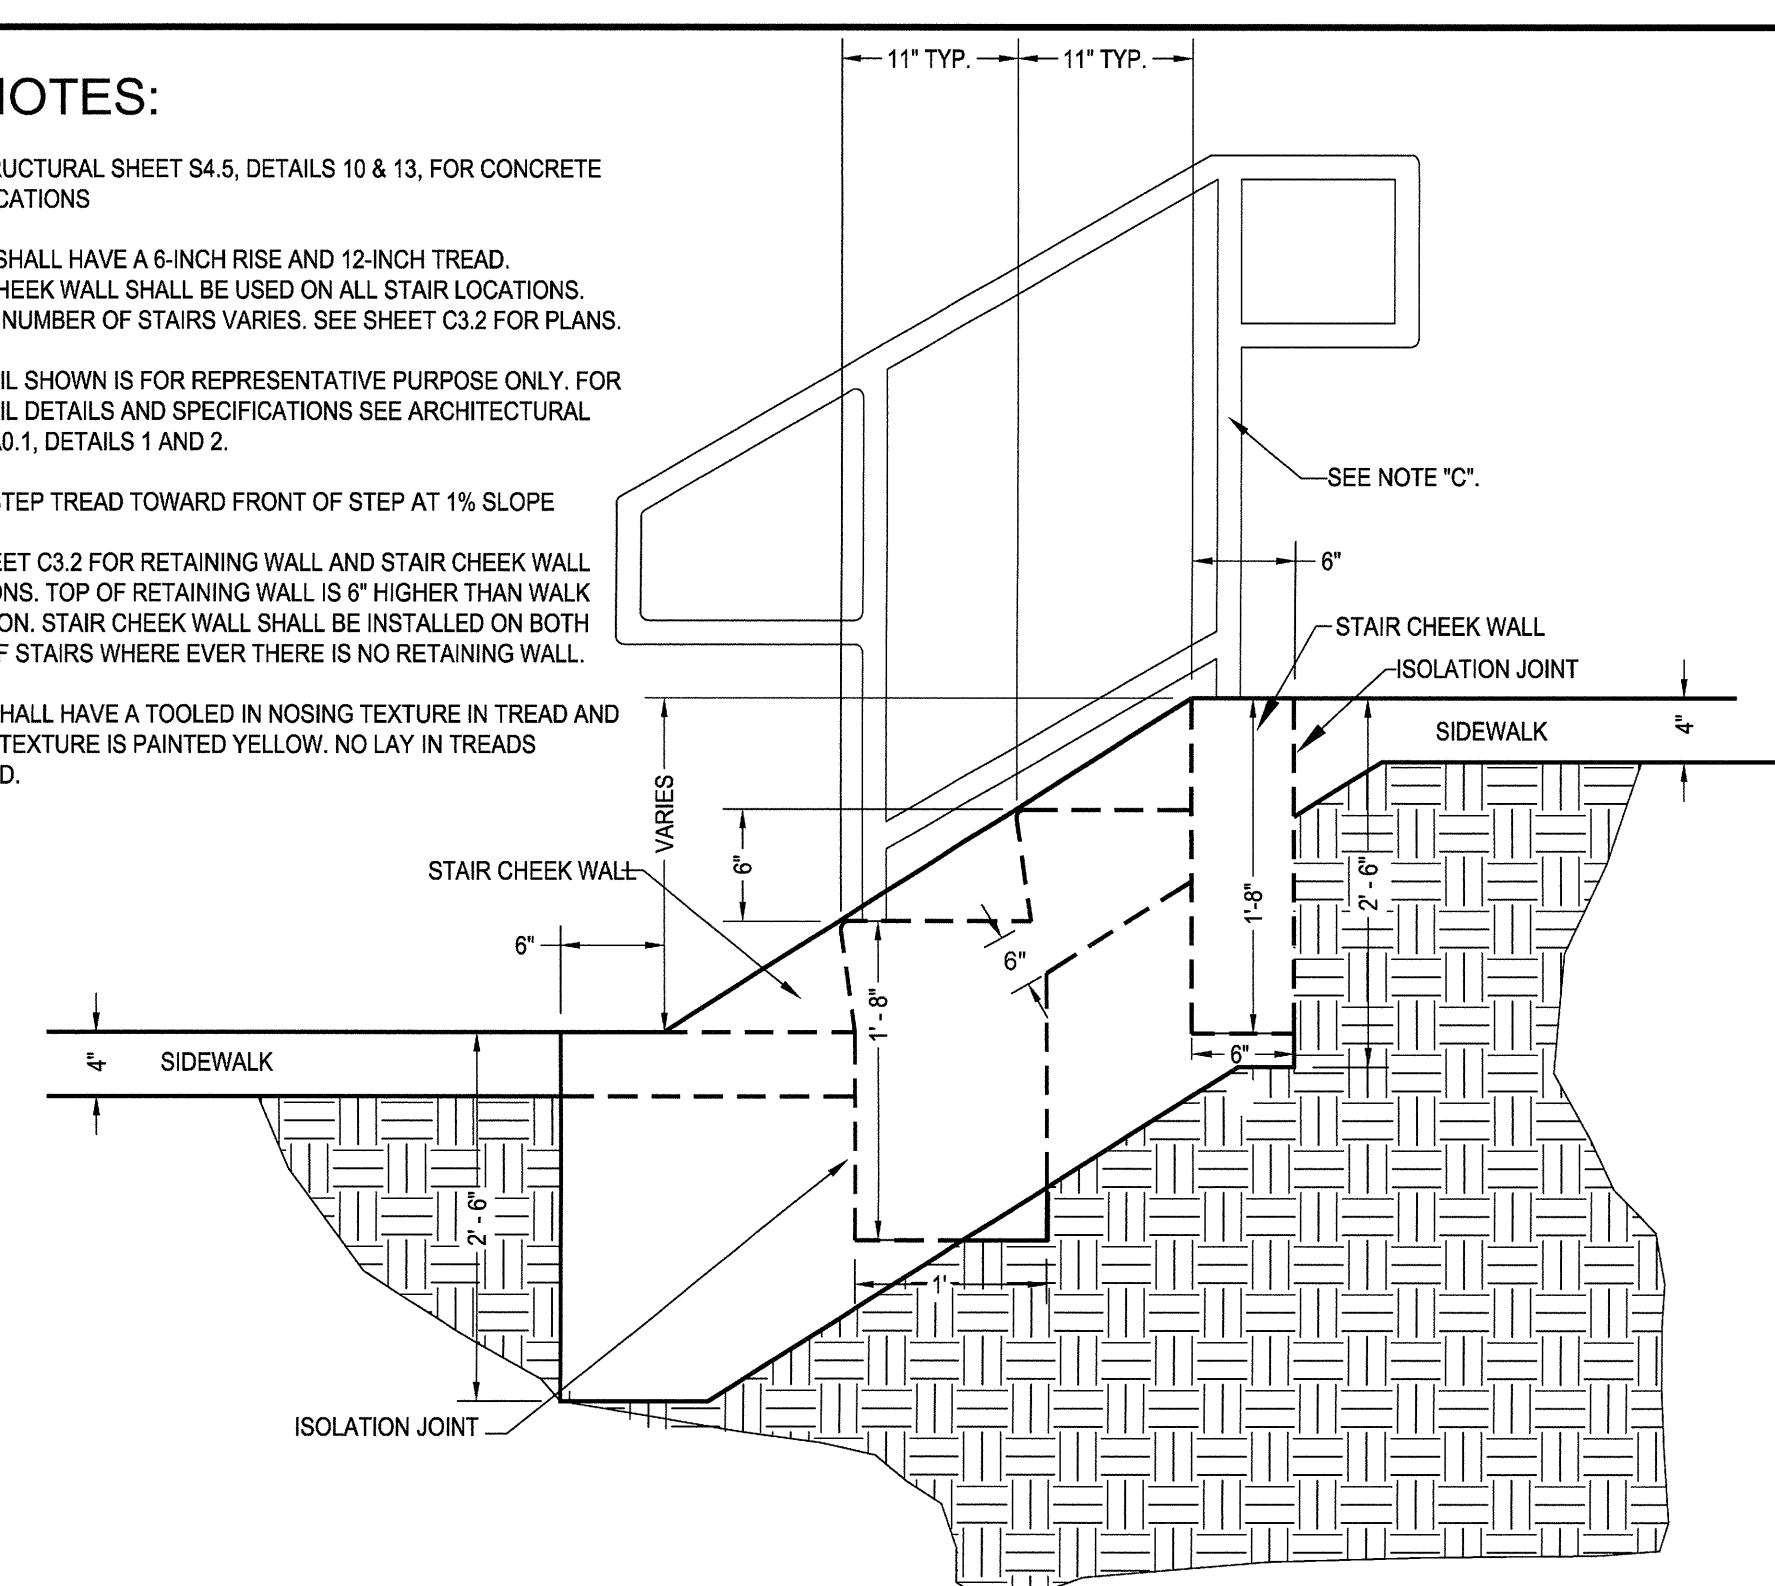 NOTES:
RUCTURAL SHEET S4.5, DETAILS 10 & 13, FOR CONCRETE
CATIONS
SHALL HAVE A 6-INCH RISE AND 12-INCH TREAD.
HEEK WALL SHALL BE USED ON ALL STAIR LOCATIONS.
NUMBER OF STAIRS VARIES. SEE SHEET C3.2 FOR PLANS.
IL SHOWN IS FOR REPRESENTATIVE PURPOSE ONLY. FOR
IL DETAILS AND SPECIFICATIONS SEE ARCHITECTURAL
0.1, DETAILS 1 AND 2.
STEP TREAD TOWARD FRONT OF STEP AT 1% SLOPE
EET C3.2 FOR RETAINING WALL AND STAIR CHEEK WALL
ONS. TOP OF RETAINING WALL IS 6" HIGHER THAN WALK
ON. STAIR CHEEK WALL SHALL BE INSTALLED ON BOTH
F STAIRS WHERE EVER THERE IS NO RETAINING WALL.
HALL HAVE A TOOLED IN NOSING TEXTURE IN TREAD AND
TEXTURE IS PAINTED YELLOW. NO LAY IN TREADS
D.
11" TYP.
11" TYP.
SEE NOTE "C".
6"
STAIR CHEEK WALL
ISOLATION JOINT
SIDEWALK
4"
VARIES
6"
STAIR CHEEK WALL
1'-8"
2' - 6"
6"
6"
1' - 8"
6"
4"
SIDEWALK
2' - 6"
1'
ISOLATION JOINT